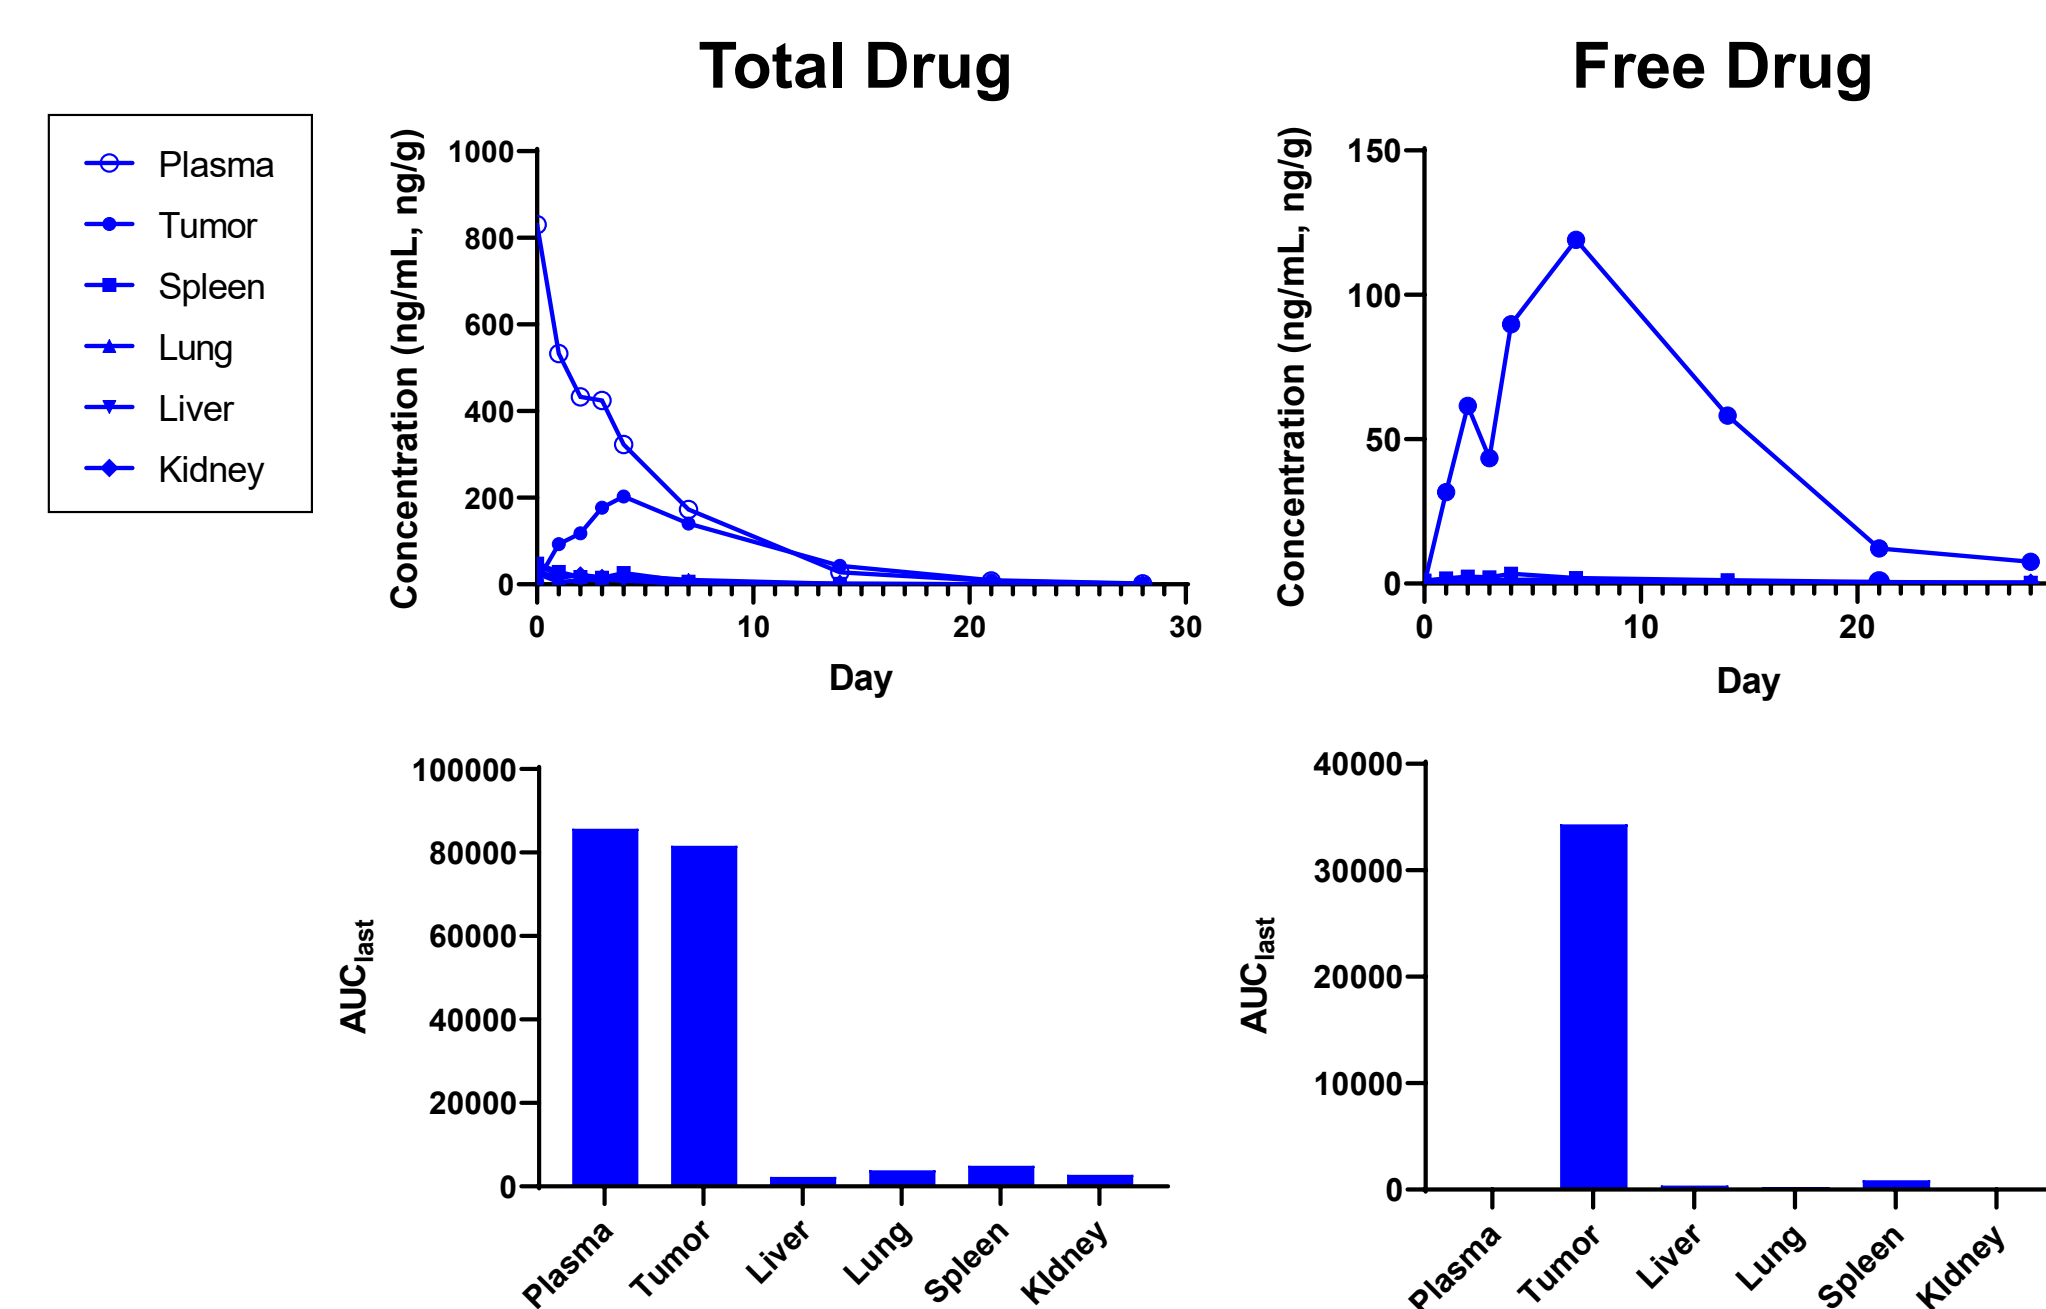 Total Drug
Free Drug
Plasma
Tumor
Spleen
Lung
Liver
Kidney
Concentration (ng/mL, ng/g)
1000
800
600
400
200
0
0 10 20 30
Day
Concentration (ng/mL, ng/g)
150
100
50
0
0 10 20
Day
AUClast
100000
80000
60000
40000
20000
0
Plasma
Tumor
Liver
Lung
Spleen
KIdney
AUClast
40000
30000
20000
10000
0
Plasma
Tumor
Liver
Lung
Spleen
KIdney